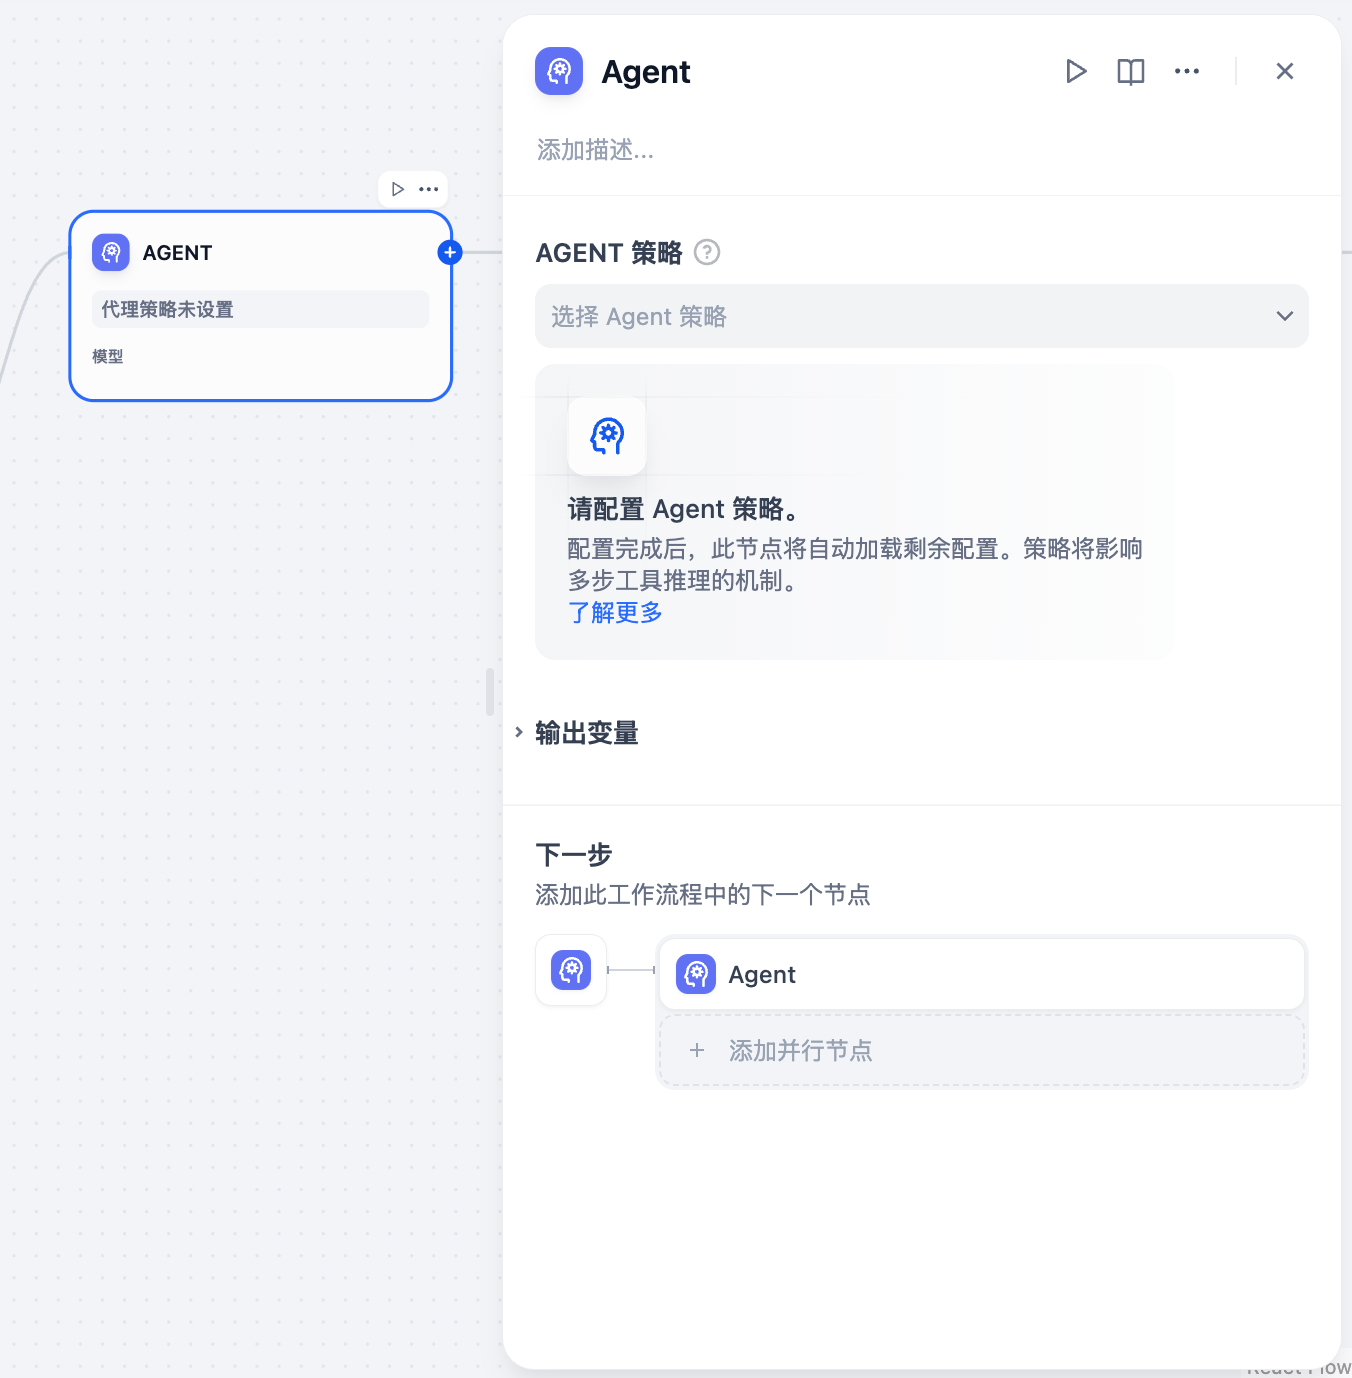 AGENT
代理策略未设置
模型
Agent
添加描述...
AGENT 策略
选择 Agent 策略
请配置 Agent 策略。
配置完成后，此节点将自动加载剩余配置。策略将影响
多步工具推理的机制。
了解更多
输出变量
下一步
添加此工作流程中的下一个节点
Agent
添加并行节点
React Flow